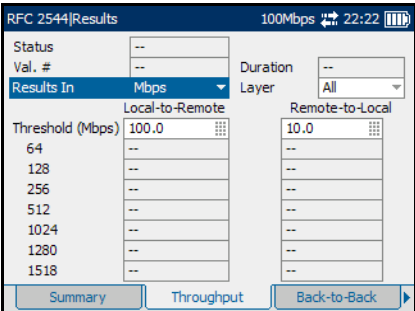 RFC 2544|Results 100Mbps 22:22
Status --
Val. # -- Duration --
Results In Mbps Layer All
Local-to-Remote Remote-to-Local
Threshold (Mbps) 100.0 10.0
64 -- --
128 -- --
256 -- --
512 -- --
1024 -- --
1280 -- --
1518 -- --
Summary Throughput Back-to-Back